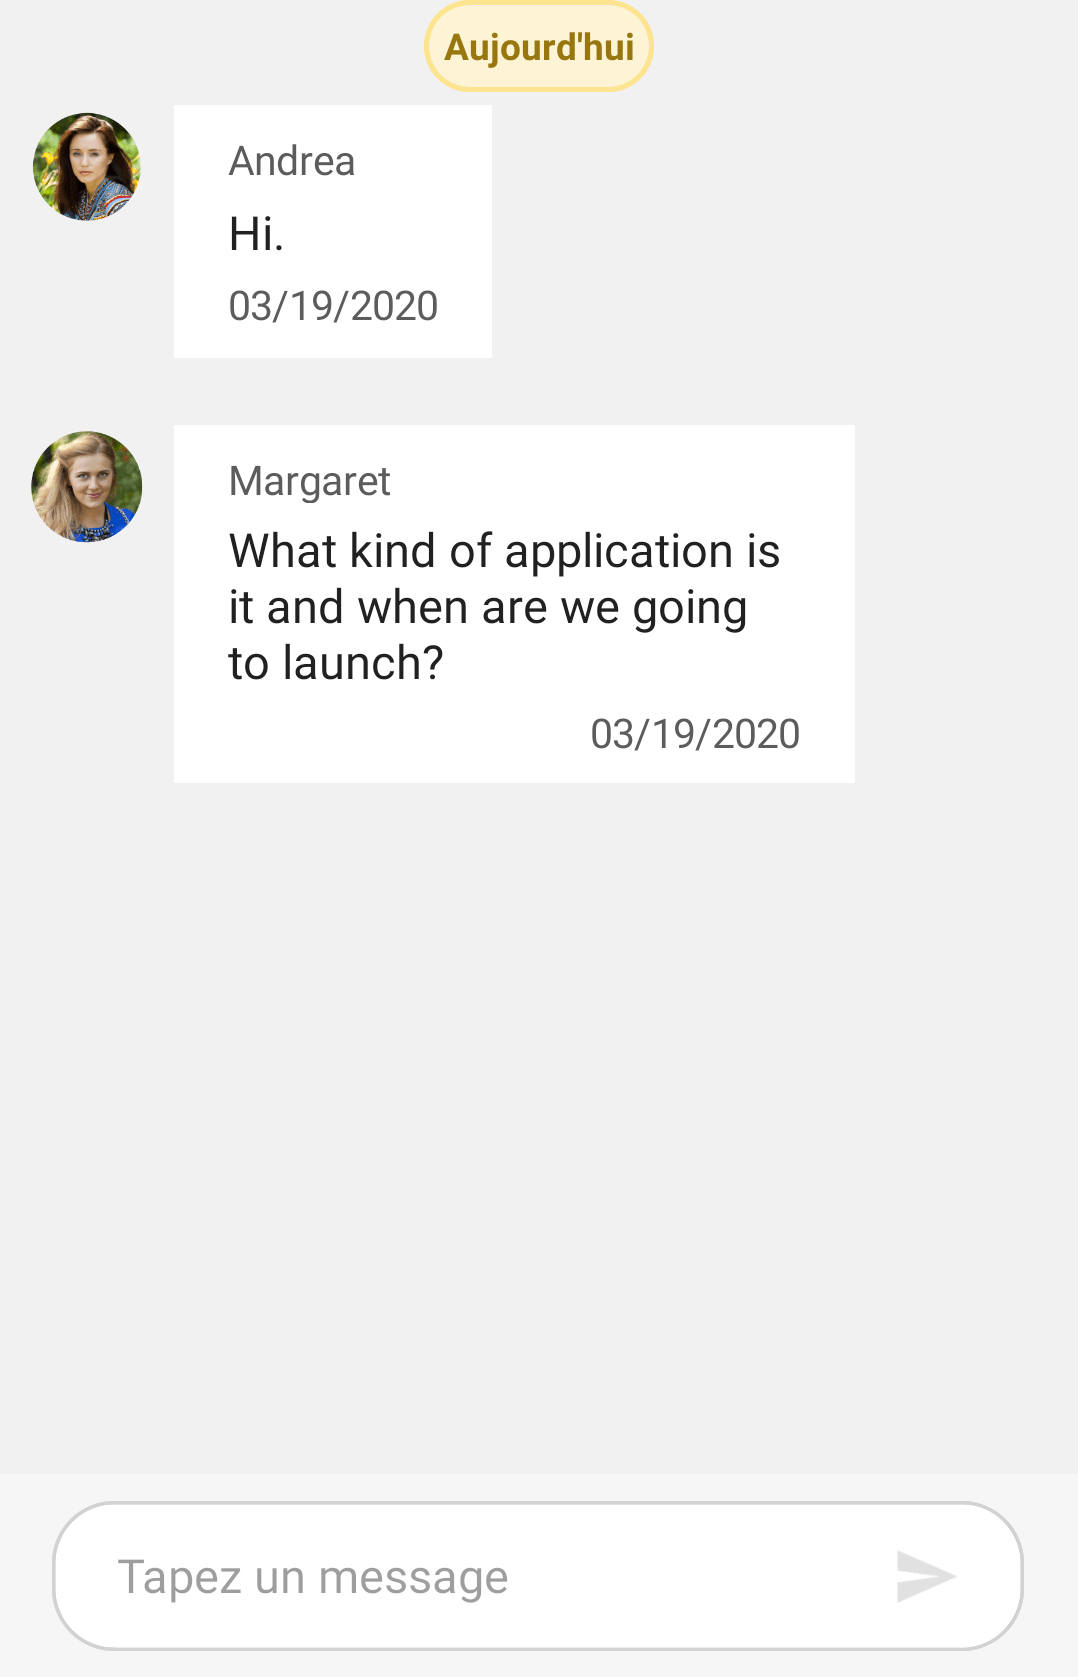 Aujourd'hui
Andrea
Hi.
03/19/2020
Margaret
What kind of application is
it and when are we going
to launch?
03/19/2020
Tapez un message